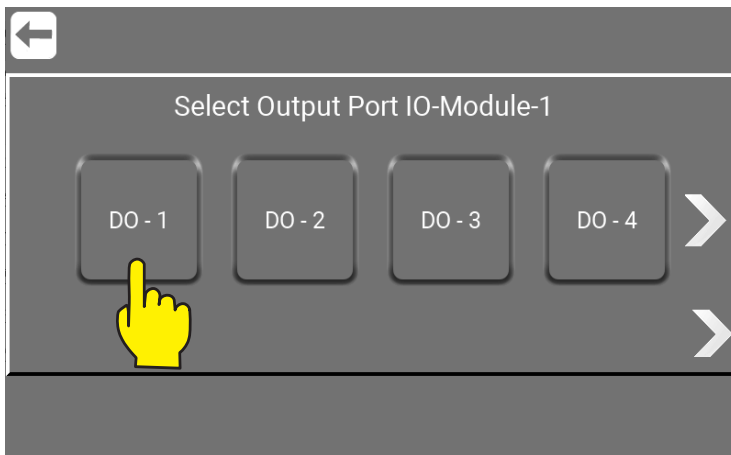 Select Output Port IO-Module-1
DO - 1 DO - 2 DO - 3 DO - 4